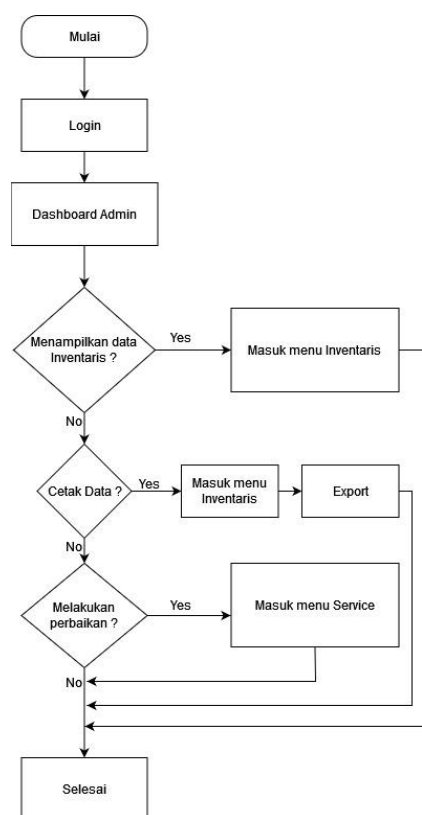 Mulai
Login
Dashboard Admin
Menampilkan data
Inventaris ?
Yes
Masuk menu Inventaris
No
Cetak Data ?
Yes
Masuk menu
Inventaris
Export
No
Melakukan
perbaikan ?
Yes
Masuk menu Service
No
Selesai